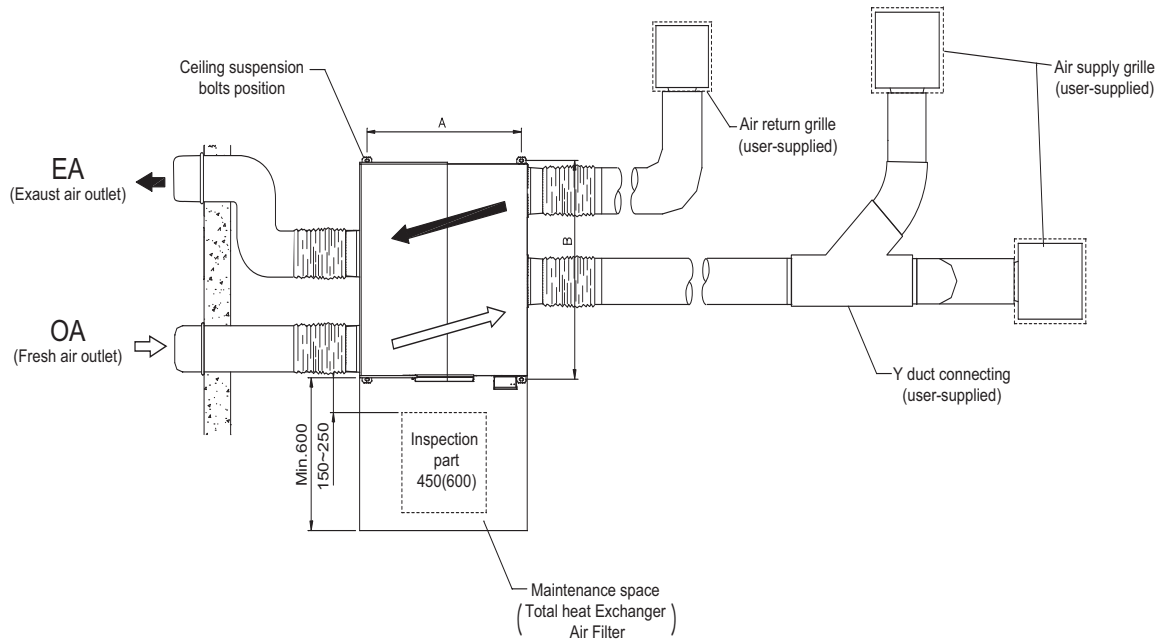 Ceiling suspension
bolts position
A
Air return grille
(user-supplied)
Air supply grille
(user-supplied)
EA
(Exaust air outlet)
B
OA
(Fresh air outlet)
Y duct connecting
(user-supplied)
Min.600
150~250
Inspection
part
450(600)
Maintenance space
(Total heat Exchanger
Air Filter)